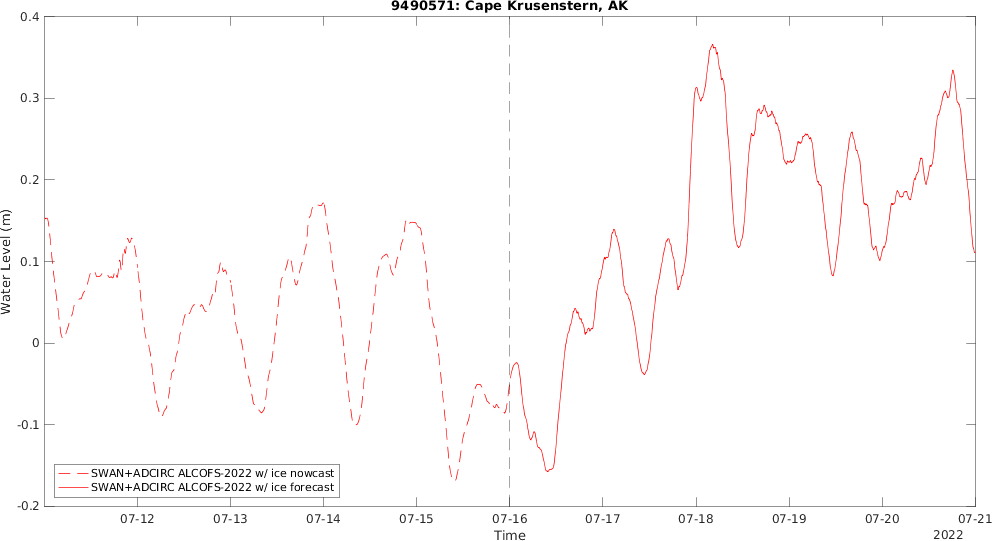 9490571: Cape Krusenstern, AK
0.4
0.3
0.2
0.1
0
-0.1
-0.2
Water Level (m)
SWAN+ADCIRC ALCOFS-2022 w/ ice nowcast
SWAN+ADCIRC ALCOFS-2022 w/ ice forecast
07-12 07-13 07-14 07-15 07-16 07-17 07-18 07-19 07-20 07-21
Time
2022